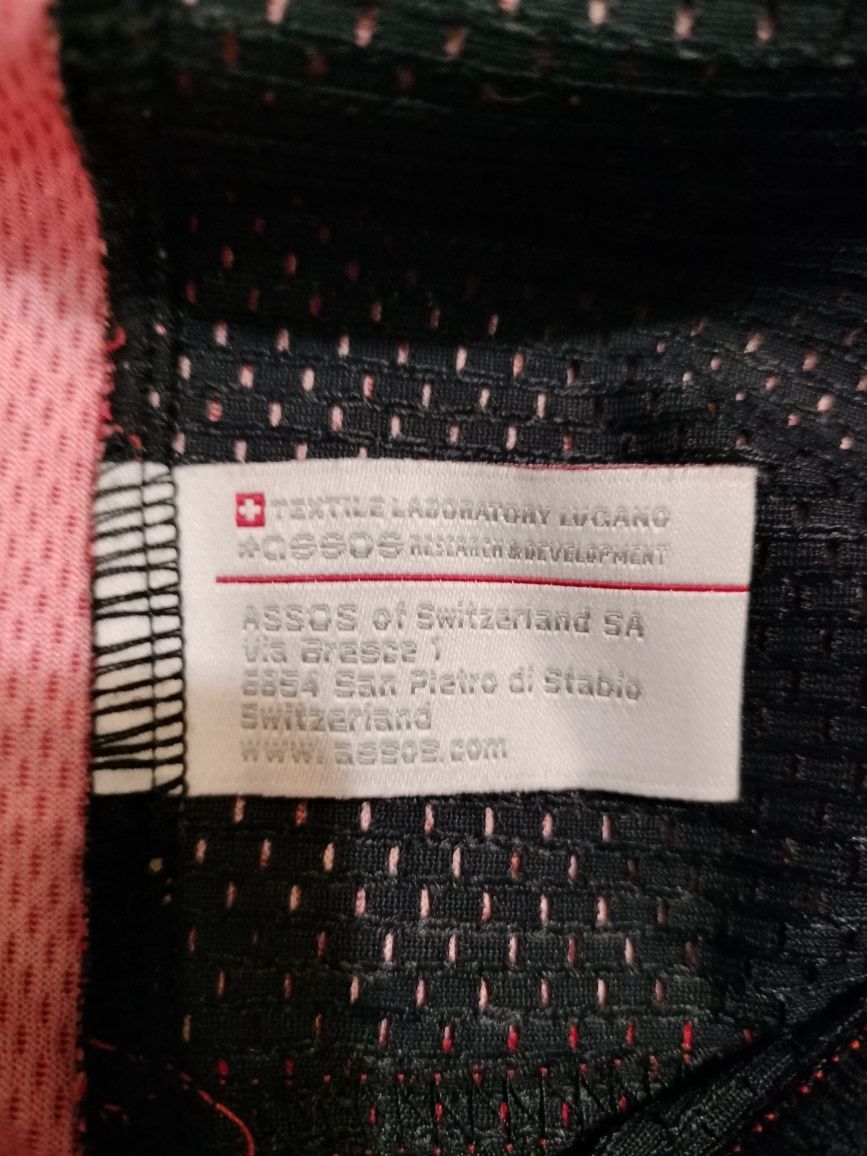 TEXTILE LABORATORY LUGANO
assos RESEARCH & DEVELOPMENT
ASSOS of Switzerland SA
Via Brasce 1
6854 San Pietro di Stabio
Switzerland
www.assos.com